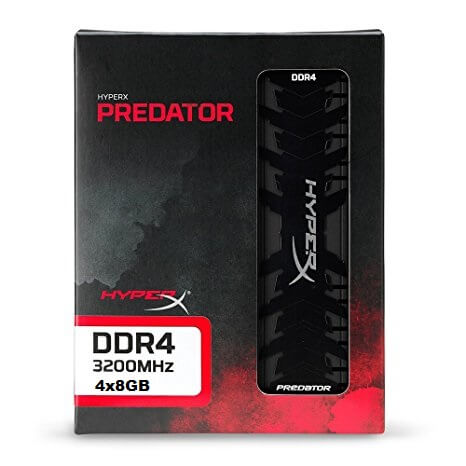 HYPERX
PREDATOR
HYPERX
DDR4
3200MHz
4x8GB
DDR4
HYPERX
PREDATOR